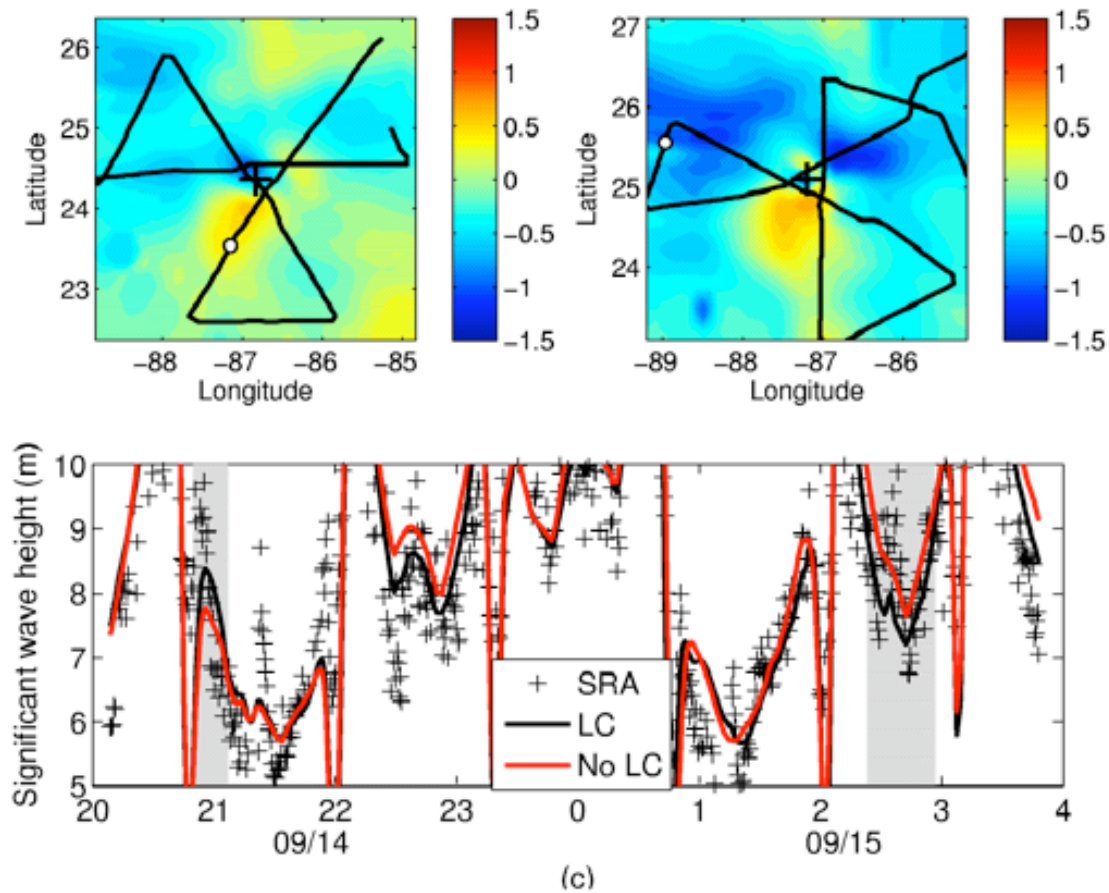 26
25
24
23
Latitude
-88 -87 -86 -85
Longitude
1.5
1
0.5
0
-0.5
-1
-1.5
27
26
25
24
Latitude
-89 -88 -87 -86
Longitude
1.5
1
0.5
0
-0.5
-1
-1.5
Significant wave height (m)
10
9
8
7
6
5
SRA
LC
No LC
20 21 22 23 0 1 2 3 4
09/14 09/15
(c)